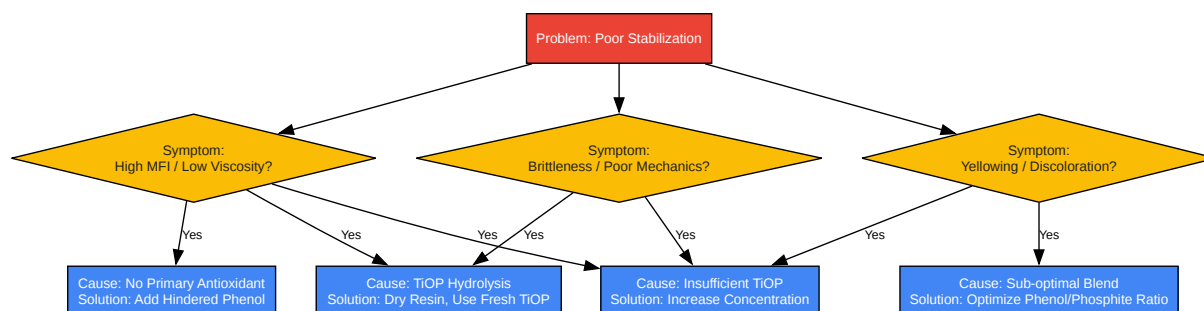 Problem: Poor Stabilization
Symptom:
High MFI / Low Viscosity?
Symptom:
Brittleness / Poor Mechanics?
Symptom:
Yellowing / Discoloration?
Yes
Yes
Yes
Yes
Yes
Yes
Yes
Cause: No Primary Antioxidant
Solution: Add Hindered Phenol
Cause: TiOP Hydrolysis
Solution: Dry Resin, Use Fresh TiOP
Cause: Insufficient TiOP
Solution: Increase Concentration
Cause: Sub-optimal Blend
Solution: Optimize Phenol/Phosphite Ratio